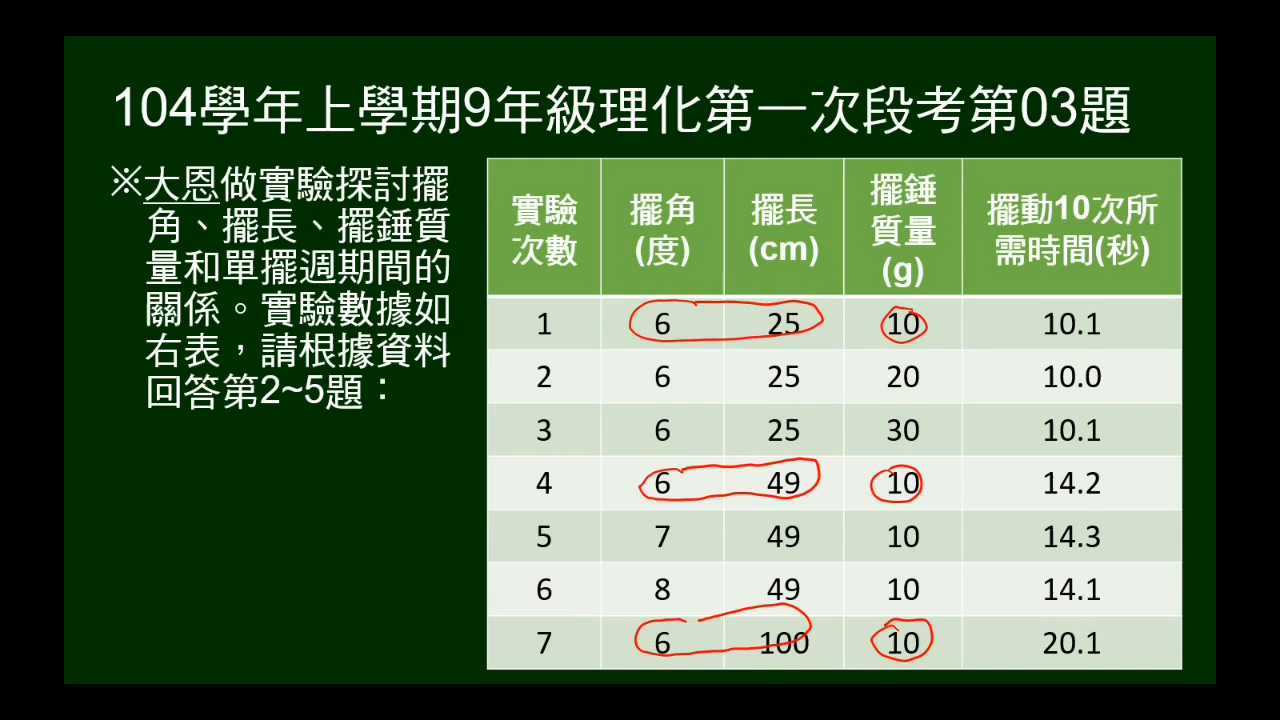 104學年上學期9年級理化第一次段考第03題
※大恩做實驗探討擺
角、擺長、擺錘質
量和單擺週期間的
關係。實驗數據如
右表，請根據資料
回答第2~5題：
實驗次數 擺角(度) 擺長(cm) 擺錘質量(g) 擺動10次所需時間(秒)
1 6 25 10 10.1
2 6 25 20 10.0
3 6 25 30 10.1
4 6 49 10 14.2
5 7 49 10 14.3
6 8 49 10 14.1
7 6 100 10 20.1